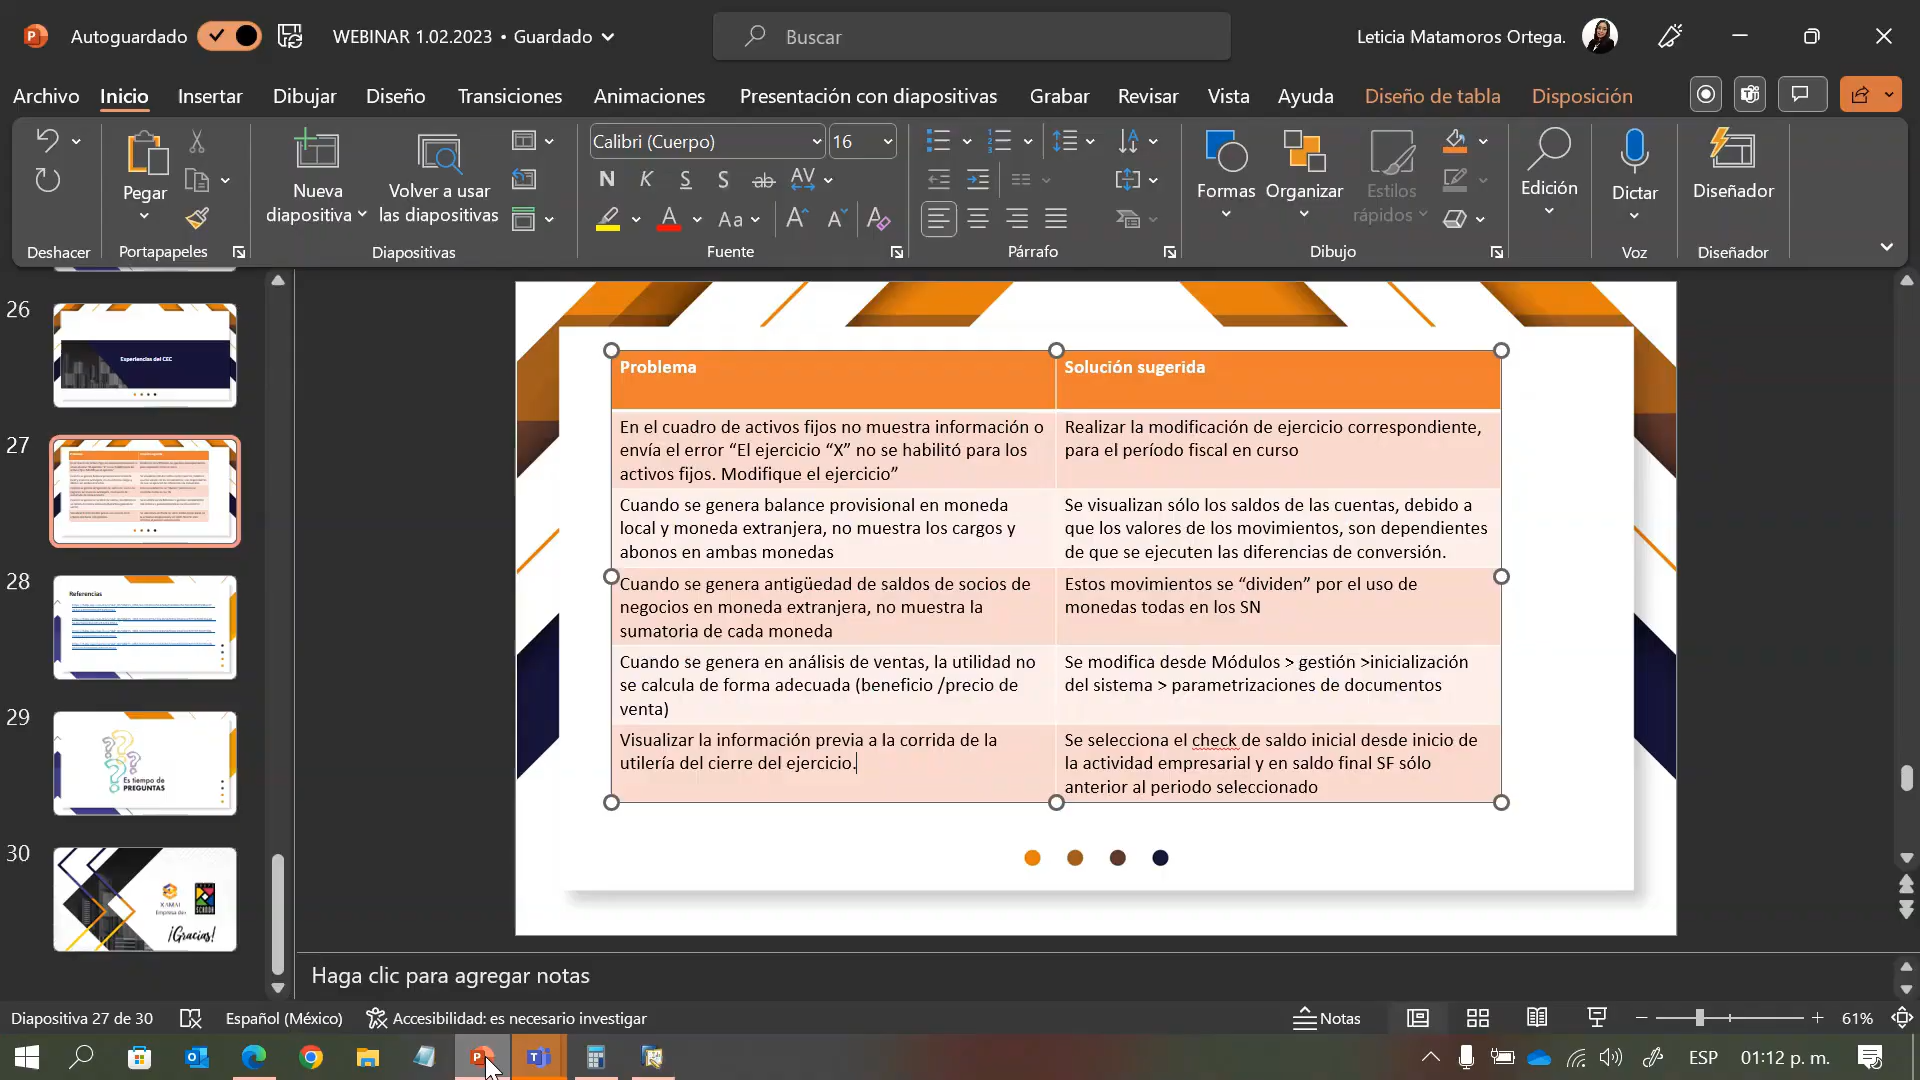 Autoguardado
WEBINAR 1.02.2023 • Guardado
Buscar
Leticia Matamoros Ortega.
Archivo
Inicio
Insertar
Dibujar
Diseño
Transiciones
Animaciones
Presentación con diapositivas
Grabar
Revisar
Vista
Ayuda
Diseño de tabla
Disposición
Pegar
Nueva
diapositiva
Volver a usar
las diapositivas
Calibri (Cuerpo)
16
N K S S ab AV
A Aa A A A
Formas
Organizar
Estilos
rápidos
Edición
Dictar
Diseñador
Deshacer
Portapapeles
Diapositivas
Fuente
Párrafo
Dibujo
Voz
Diseñador
26
Experiencias del CEC
27
28
Referencias
29
Es tiempo de
PREGUNTAS
30
¡Gracias!
Problema
Solución sugerida
En el cuadro de activos fijos no muestra información o
envía el error “El ejercicio “X” no se habilitó para los
activos fijos. Modifique el ejercicio”
Realizar la modificación de ejercicio correspondiente,
para el período fiscal en curso
Cuando se genera balance provisional en moneda
local y moneda extranjera, no muestra los cargos y
abonos en ambas monedas
Se visualizan sólo los saldos de las cuentas, debido a
que los valores de los movimientos, son dependientes
de que se ejecuten las diferencias de conversión.
Cuando se genera antigüedad de saldos de socios de
negocios en moneda extranjera, no muestra la
sumatoria de cada moneda
Estos movimientos se “dividen” por el uso de
monedas todas en los SN
Cuando se genera en análisis de ventas, la utilidad no
se calcula de forma adecuada (beneficio /precio de
venta)
Se modifica desde Módulos > gestión >inicialización
del sistema > parametrizaciones de documentos
Visualizar la información previa a la corrida de la
utilería del cierre del ejercicio.
Se selecciona el check de saldo inicial desde inicio de
la actividad empresarial y en saldo final SF sólo
anterior al periodo seleccionado
Haga clic para agregar notas
Diapositiva 27 de 30
Español (México)
Accesibilidad: es necesario investigar
Notas
61%
ESP
01:12 p. m.